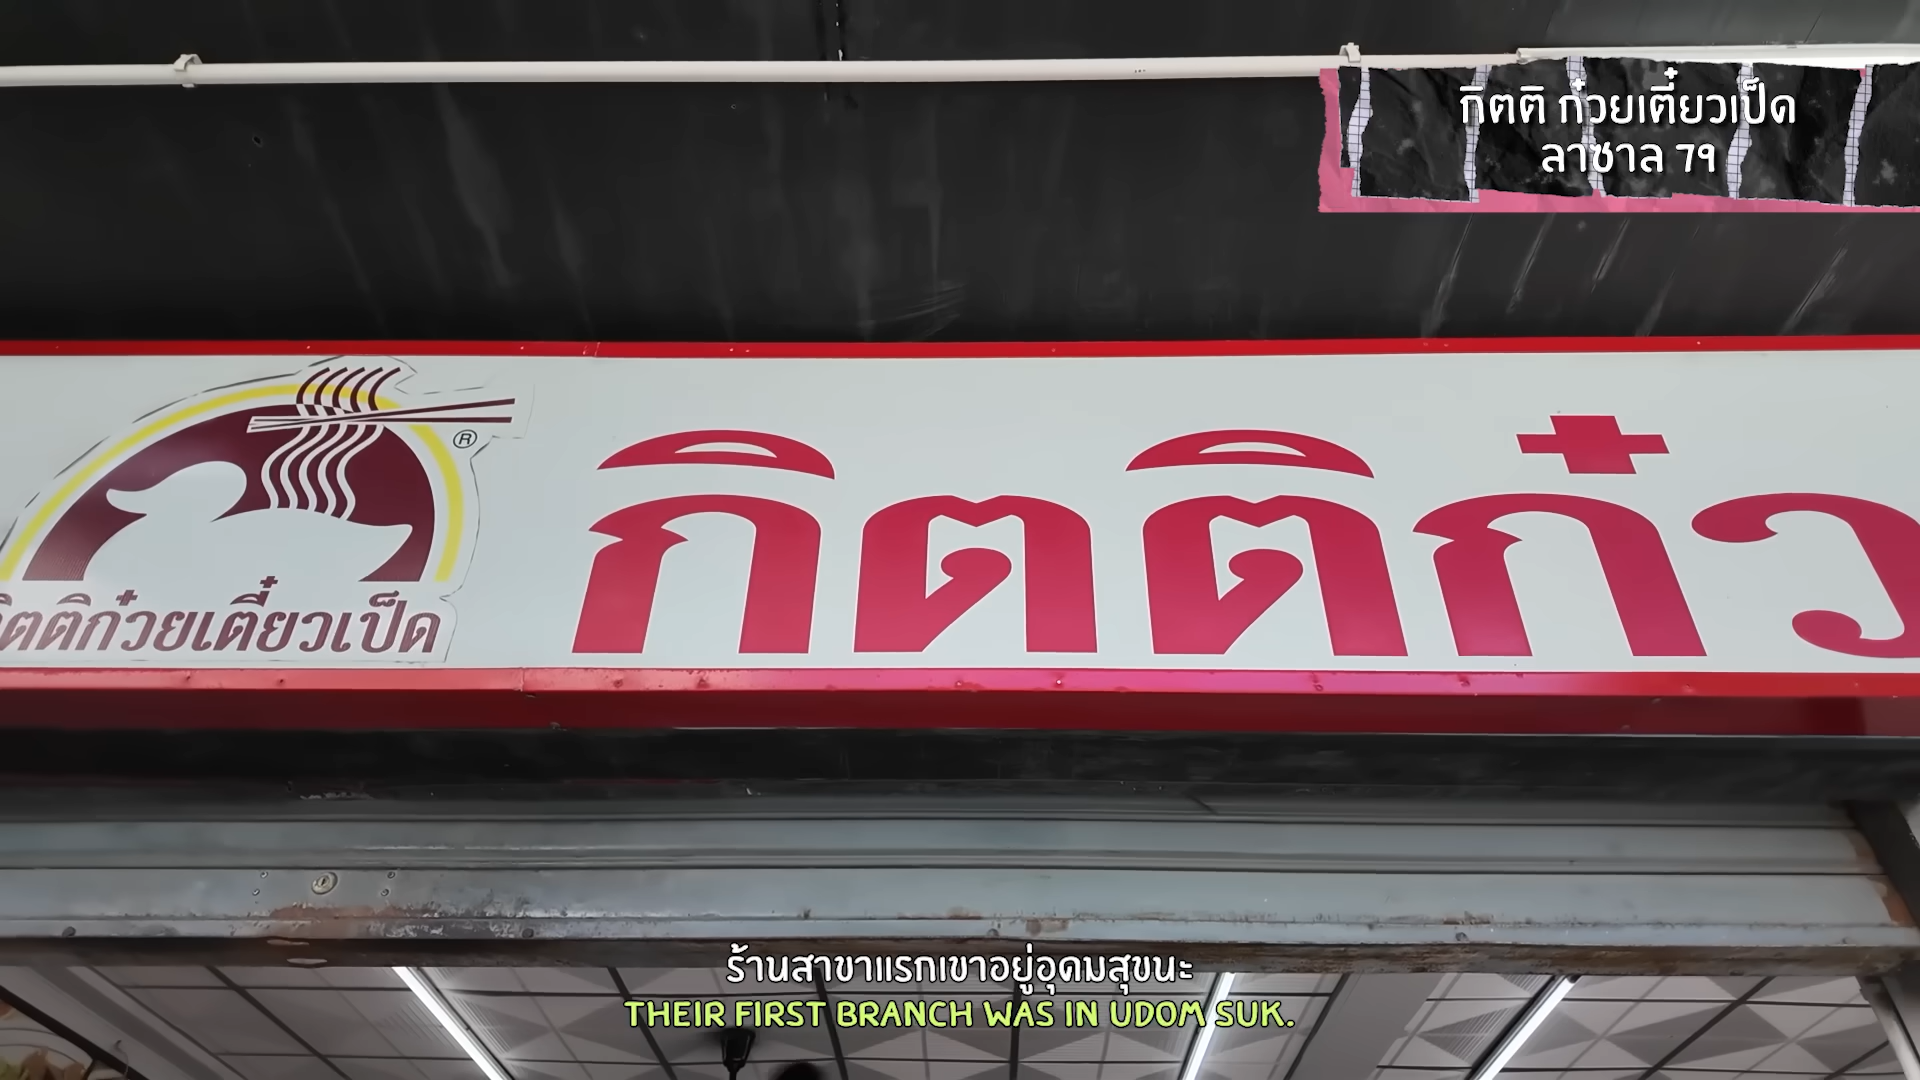 กิตติ ก๋วยเตี๋ยวเป็ด
ลาซาล 79
®
กิตติก๋ว
กิตติก๋วยเตี๋ยวเป็ด
ร้านสาขาแรกเขาอยู่อุดมสุขนะ
THEIR FIRST BRANCH WAS IN UDOM SUK.